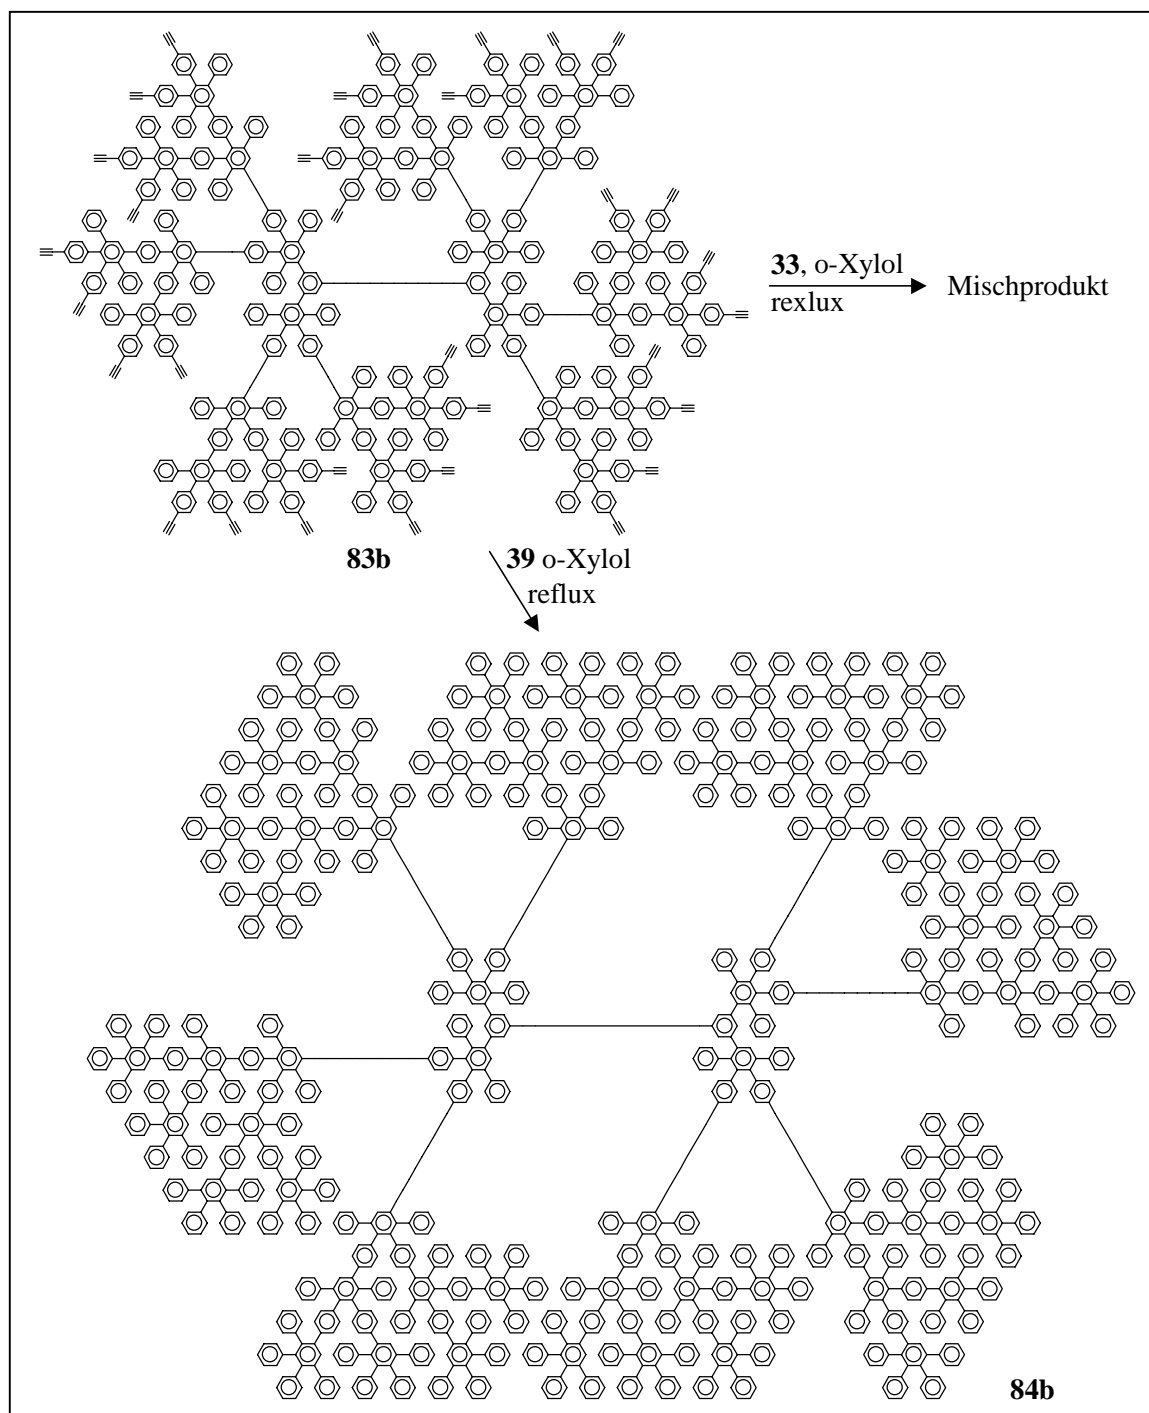 33, o-Xylol
rexlux
Mischprodukt
83b
39 o-Xylol
reflux
84b